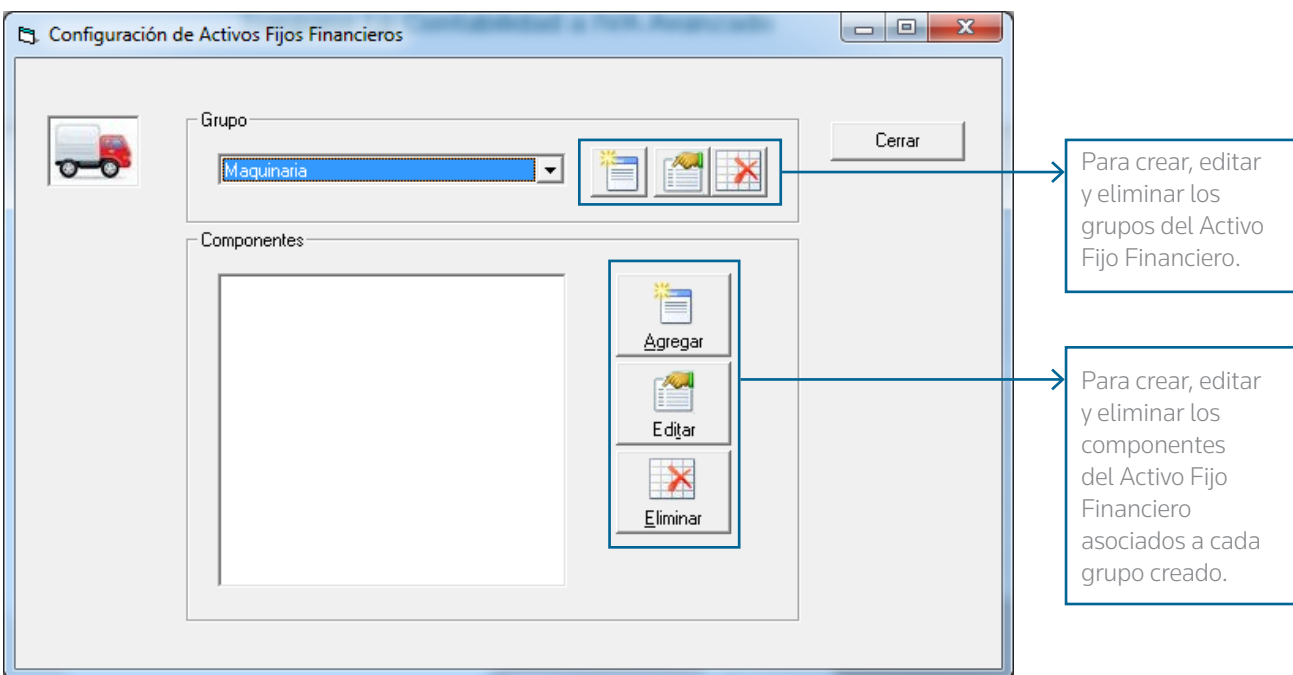 Configuración de Activos Fijos Financieros
Grupo
Maquinaria
Cerrar
Componentes
Agregar
Editar
Eliminar
Para crear, editar
y eliminar los
grupos del Activo
Fijo Financiero.
Para crear, editar
y eliminar los
componentes
del Activo Fijo
Financiero
asociados a cada
grupo creado.